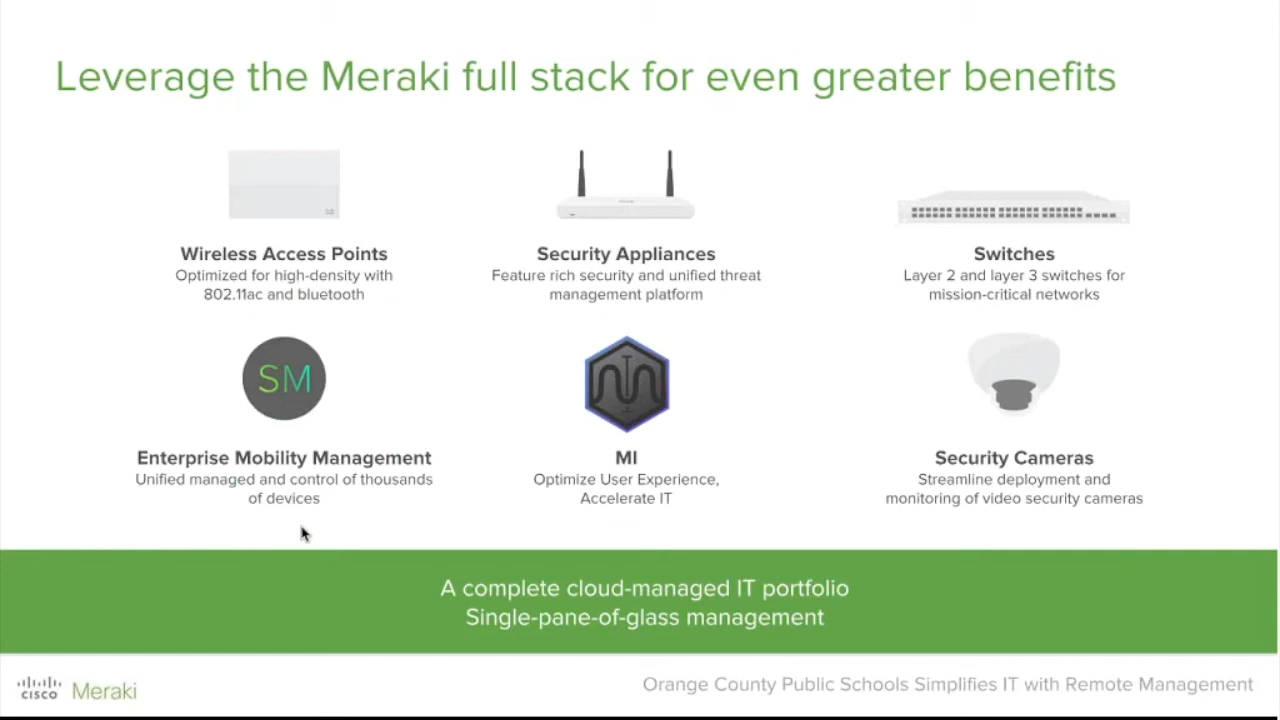 Leverage the Meraki full stack for even greater benefits
Wireless Access Points
Optimized for high-density with
802.11ac and bluetooth
Security Appliances
Feature rich security and unified threat
management platform
Switches
Layer 2 and layer 3 switches for
mission-critical networks
SM
Enterprise Mobility Management
Unified managed and control of thousands
of devices
MI
Optimize User Experience,
Accelerate IT
Security Cameras
Streamline deployment and
monitoring of video security cameras
A complete cloud-managed IT portfolio
Single-pane-of-glass management
cisco Meraki
Orange County Public Schools Simplifies IT with Remote Management